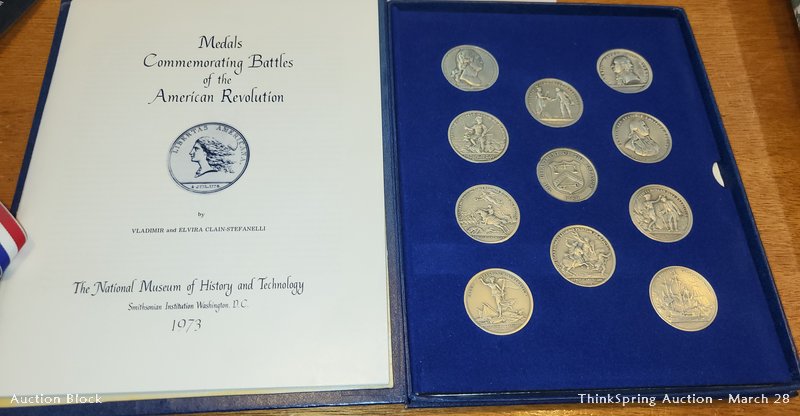 Medals
Commemorating Battles
of the
American Revolution
LIBERTAS AMERICANA.
by
VLADIMIR and ELVIRA CLAIN-STEFANELLI
The National Museum of History and Technology
Smithsonian Institution Washington, D.C.
1973
Auction Block
ThinkSpring Auction - March 28